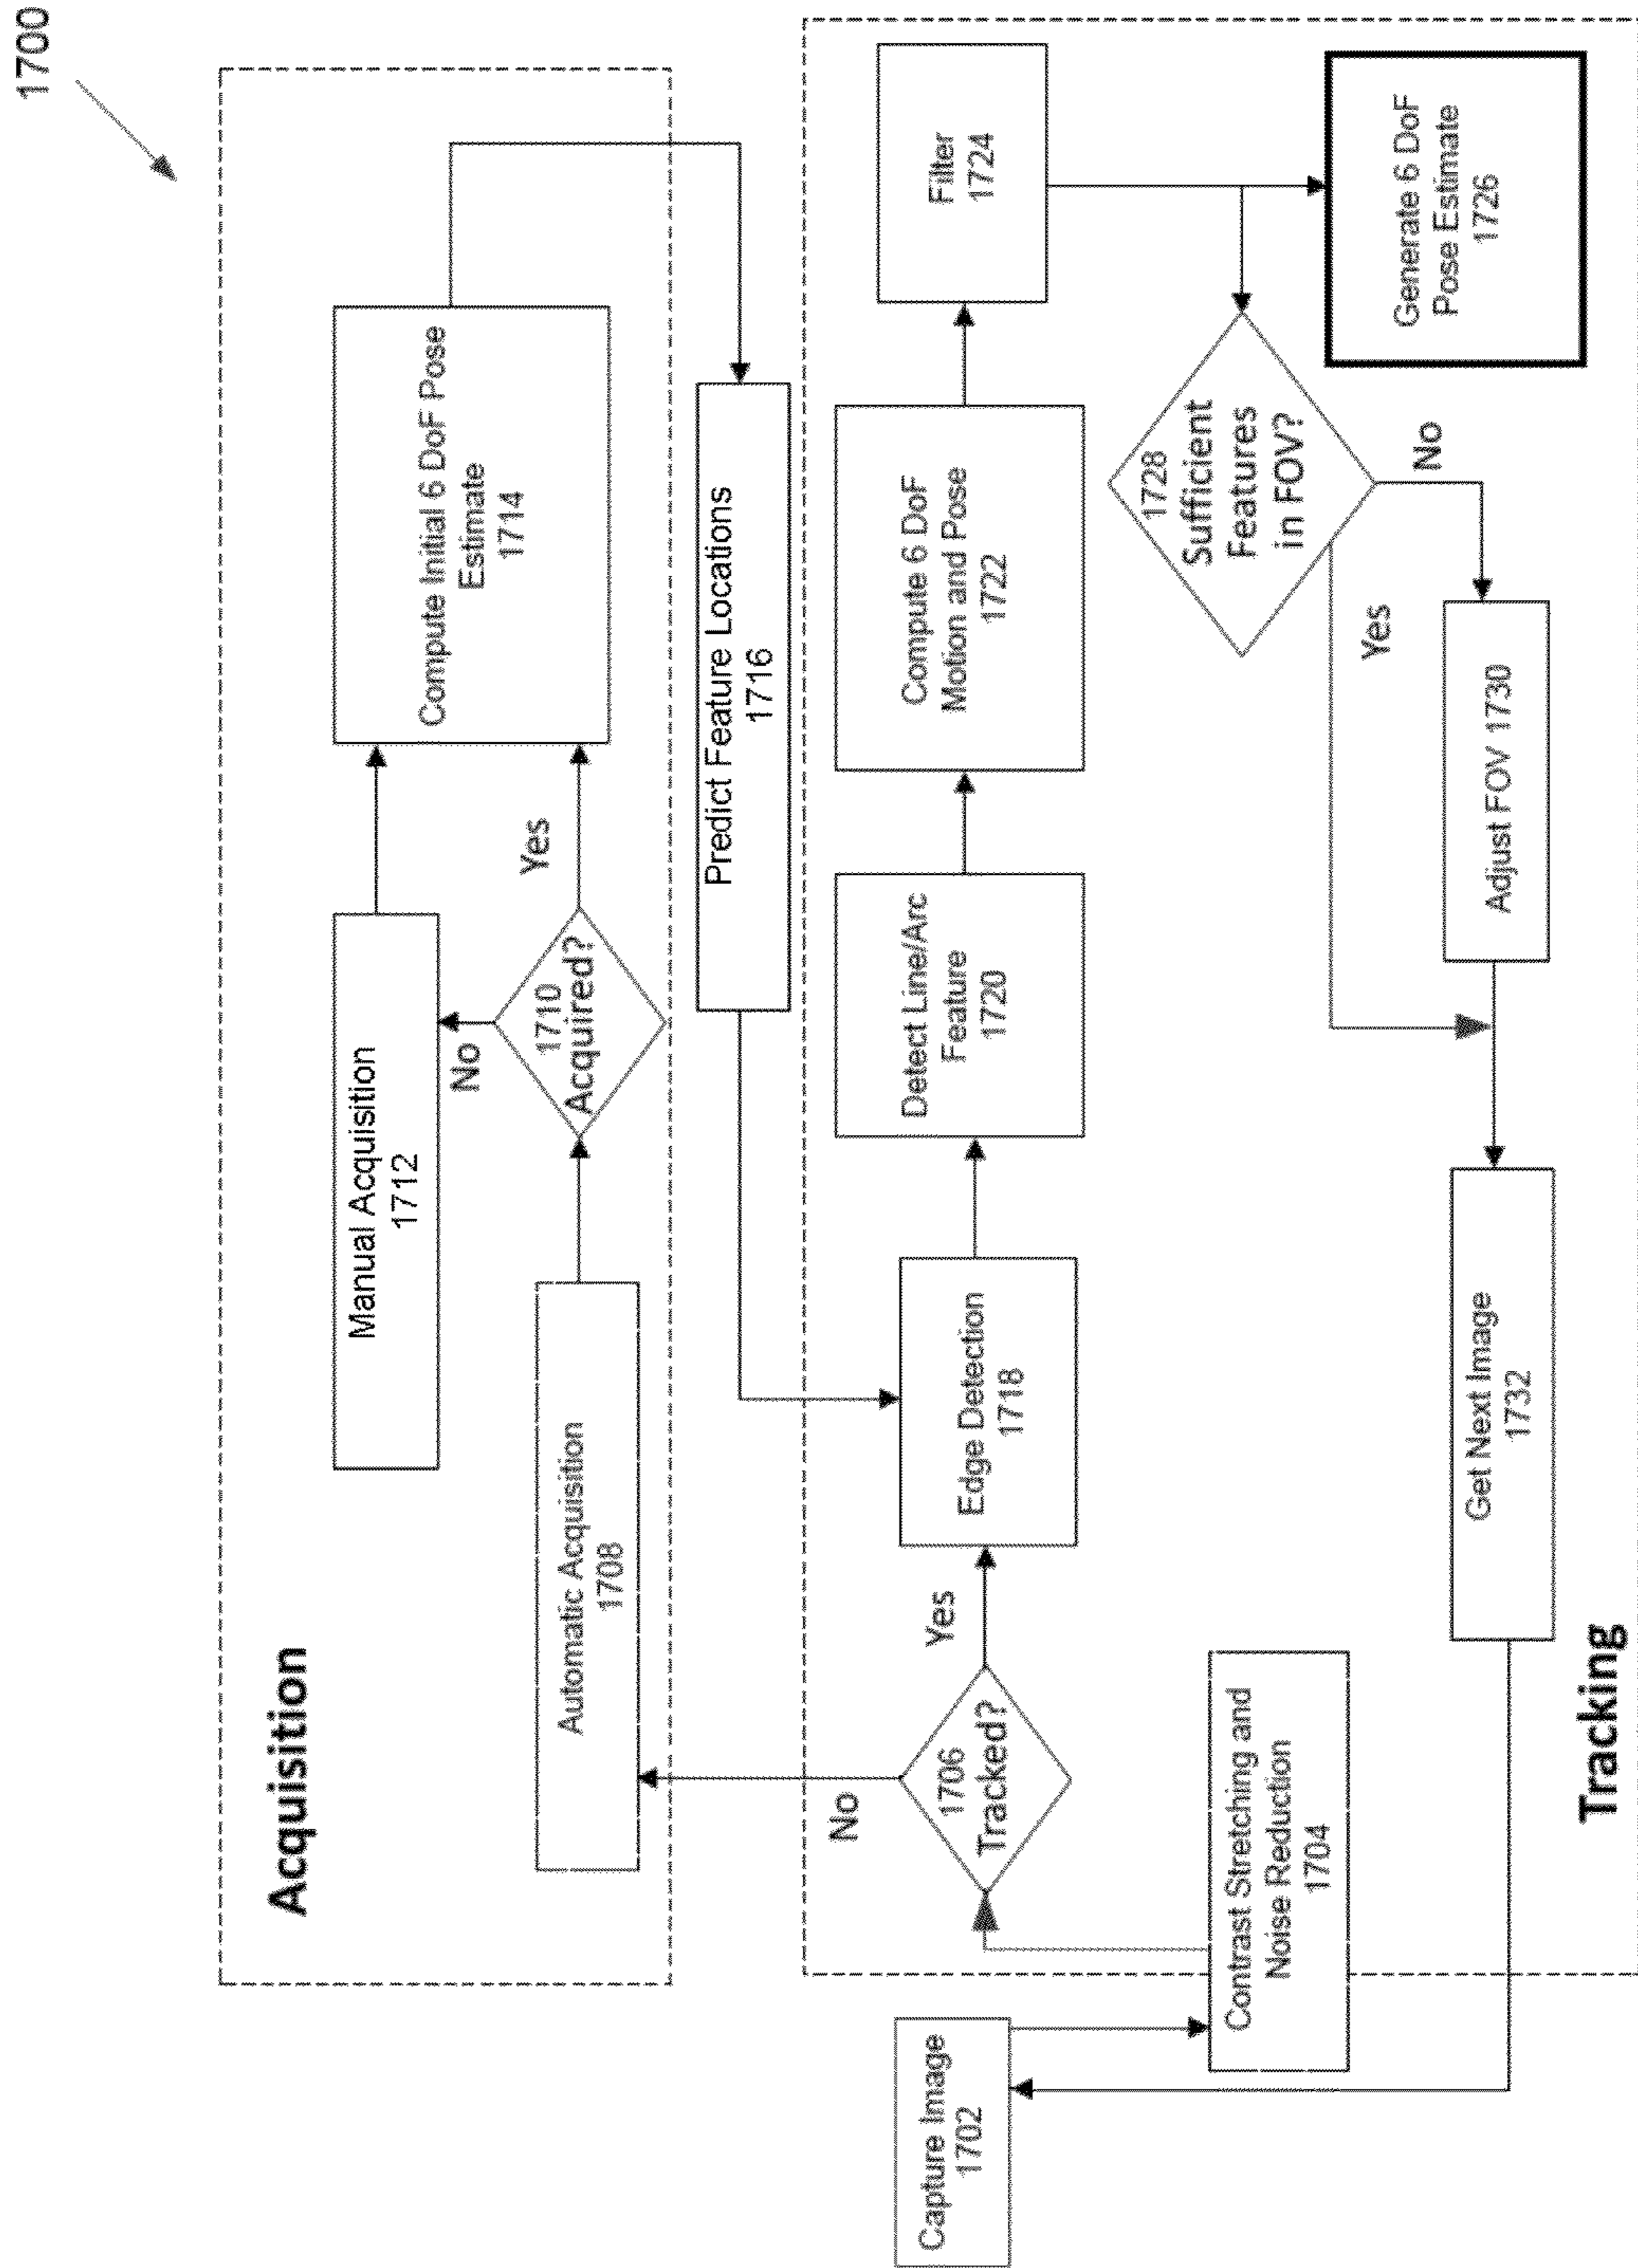 1700
Acquisition
Manual Acquisition
1712
Compute Initial 6 DoF Pose
Estimate
1714
No
1710
Acquired?
Yes
Automatic Acquisition
1708
Predict Feature Locations
1716
No
1706
Tracked?
Yes
Edge Detection
1718
Detect Line/Arc
Feature
1720
Compute 6 DoF
Motion and Pose
1722
Filter
1724
Capture Image
1702
Contrast Stretching and
Noise Reduction
1704
1728
Sufficient
Features
in FOV?
No
Yes
Generate 6 DoF
Pose Estimate
1726
Get Next Image
1732
Adjust FOV 1730
Tracking